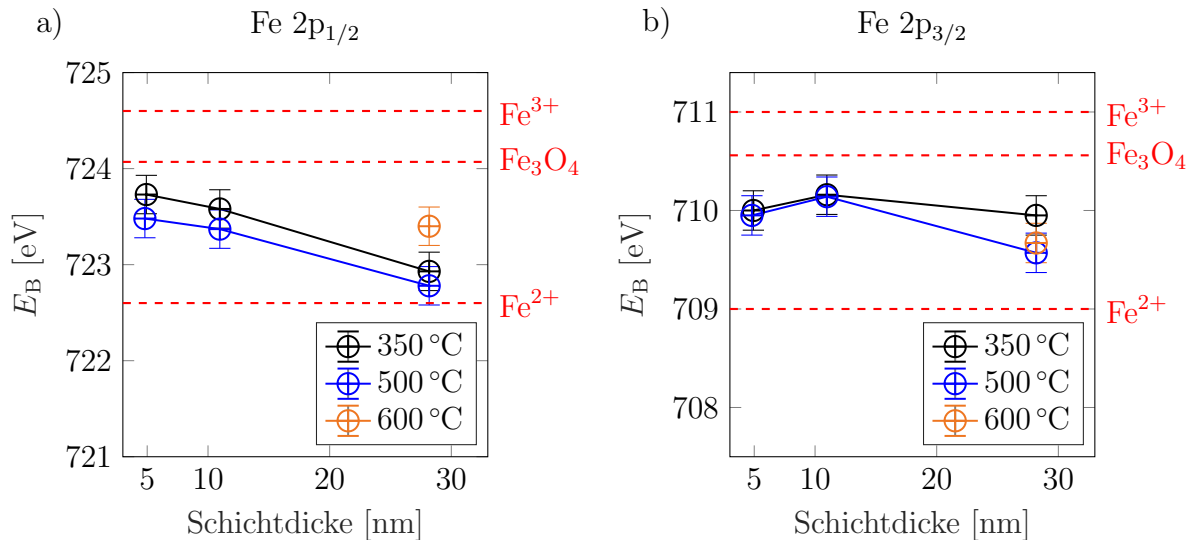 a)
Fe 2p1/2
725
724
723
722
721
5
10
20
30
E_B [eV]
Schichtdicke [nm]
Fe³⁺
Fe₃O₄
Fe²⁺
350 °C
500 °C
600 °C
b)
Fe 2p3/2
711
710
709
708
5
10
20
30
E_B [eV]
Schichtdicke [nm]
Fe³⁺
Fe₃O₄
Fe²⁺
350 °C
500 °C
600 °C